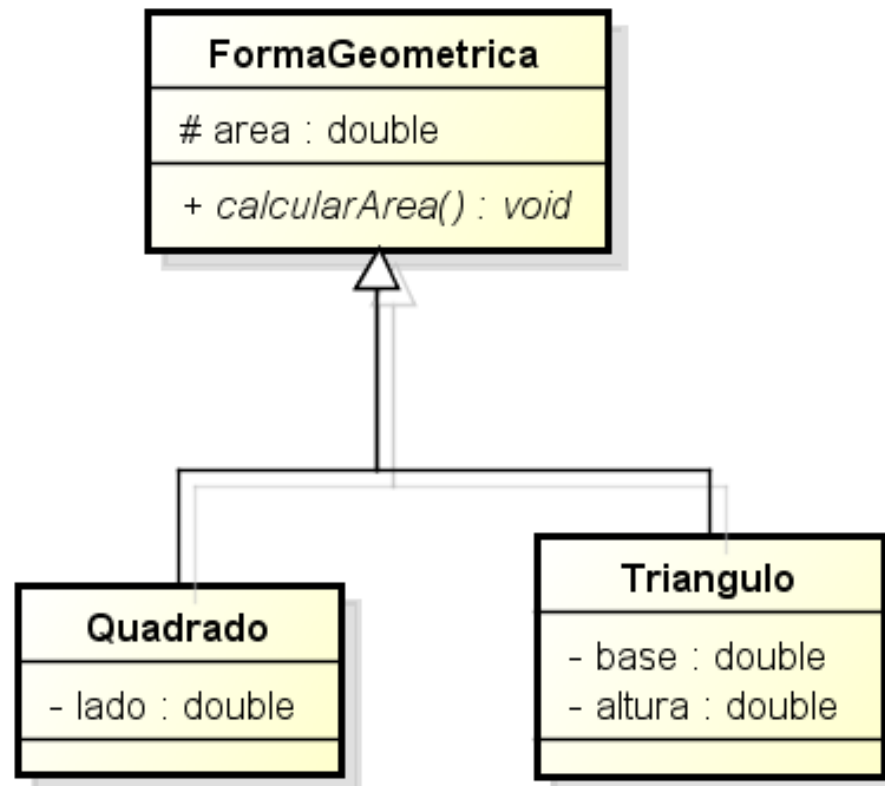 FormaGeometrica
# area : double
+ calcularArea() : void
Quadrado
- lado : double
Triangulo
- base : double
- altura : double